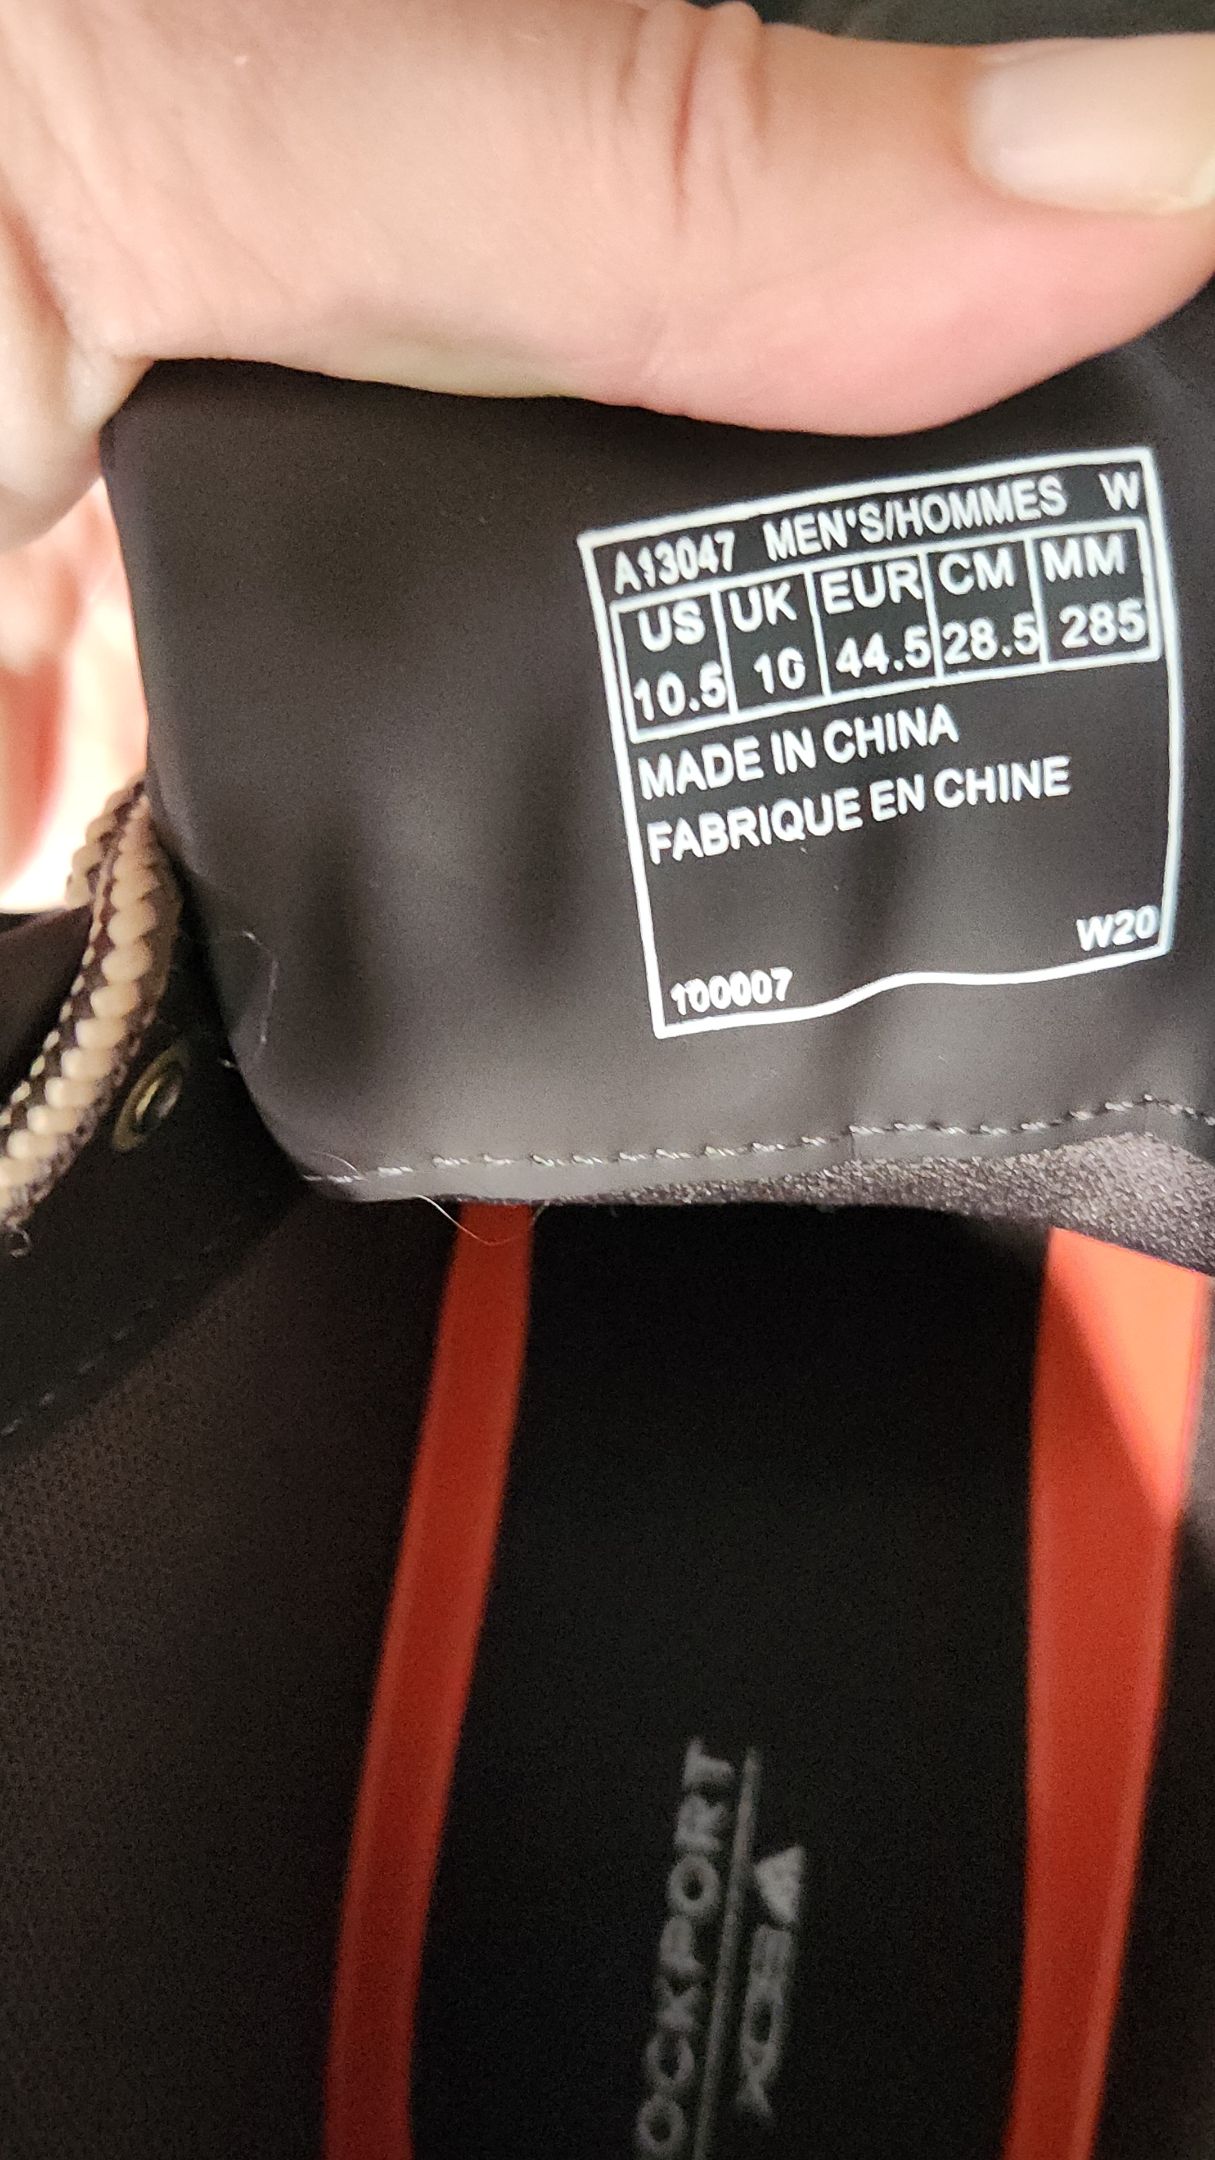 A13047 MEN'S/HOMMES W
US UK EUR CM MM
10.5 10 44.5 28.5 285
MADE IN CHINA
FABRIQUE EN CHINE
W20
100007
OCKPORT
XCS